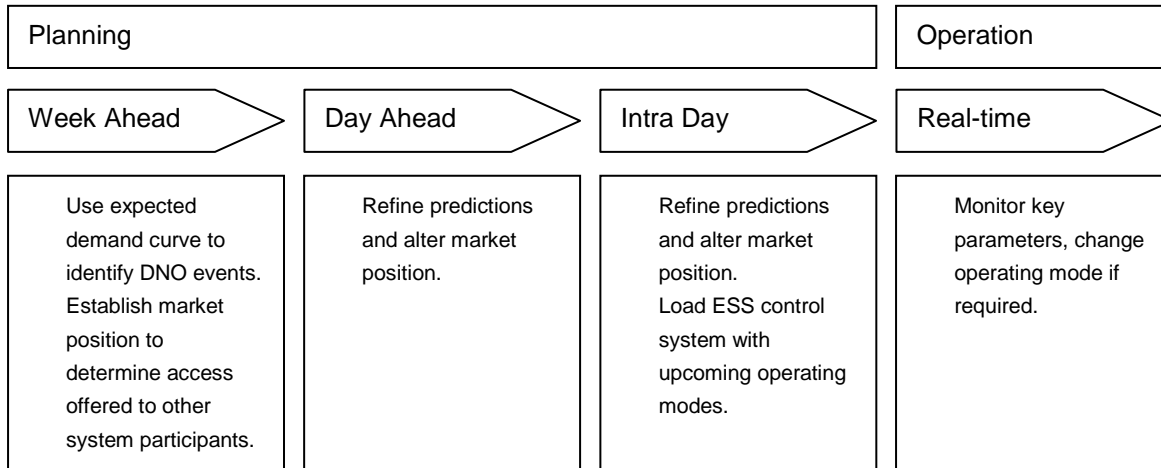 Planning
Operation
Week Ahead
Day Ahead
Intra Day
Real-time
Use expected
demand curve to
identify DNO events.
Establish market
position to
determine access
offered to other
system participants.
Refine predictions
and alter market
position.
Refine predictions
and alter market
position.
Load ESS control
system with
upcoming operating
modes.
Monitor key
parameters, change
operating mode if
required.